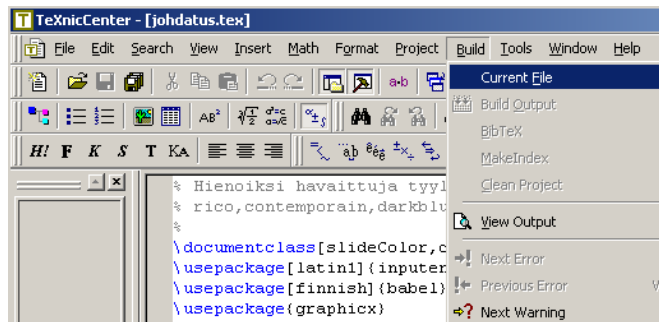 TeXnicCenter - [johdatus.tex]
File Edit Search View Insert Math Format Project Build Tools Window Help
Current File
Build Output
BibTeX
MakeIndex
Clean Project
View Output
Next Error
Previous Error
Next Warning
H! F K S T KA
% Hienoiksi havaittuja tyyl
% rico,contemporain,darkblu
%
\documentclass[slideColor,c
\usepackage[latin1]{inputen
\usepackage[finnish]{babel}
\usepackage{graphicx}